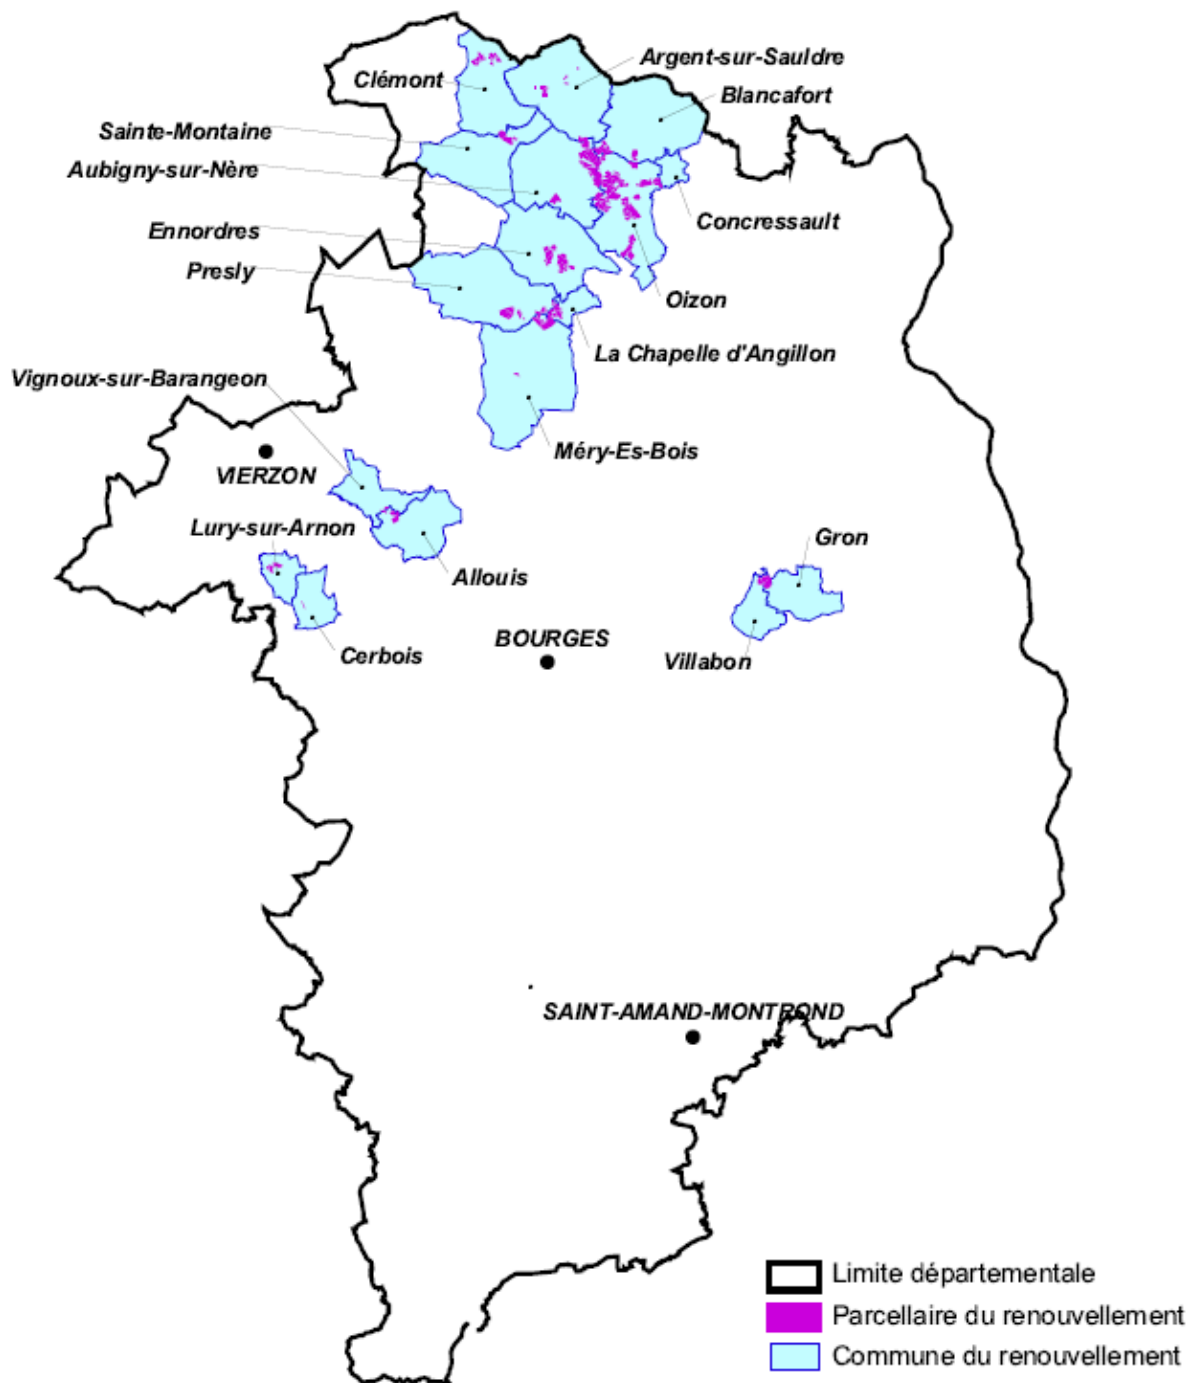 Argent-sur-Sauldre
Clémont
Blancafort
Sainte-Montaine
Aubigny-sur-Nère
Concressault
Ennordres
Presly
Oizon
La Chapelle d'Angillon
Vignoux-sur-Barangeon
Méry-Es-Bois
VIERZON
Lury-sur-Arnon
Gron
Allouis
BOURGES
Cerbois
Villabon
SAINT-AMAND-MONTROND
Limite départementale
Parcellaire du renouvellement
Commune du renouvellement